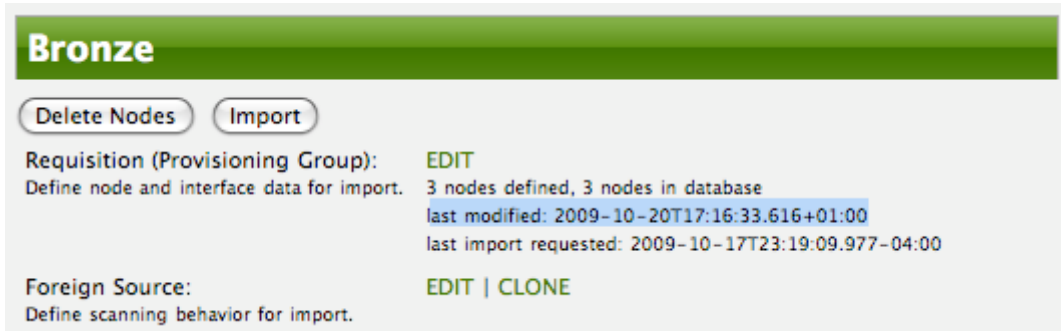 Bronze
Delete Nodes Import
Requisition (Provisioning Group): EDIT
Define node and interface data for import. 3 nodes defined, 3 nodes in database
last modified: 2009-10-20T17:16:33.616+01:00
last import requested: 2009-10-17T23:19:09.977-04:00
Foreign Source: EDIT | CLONE
Define scanning behavior for import.